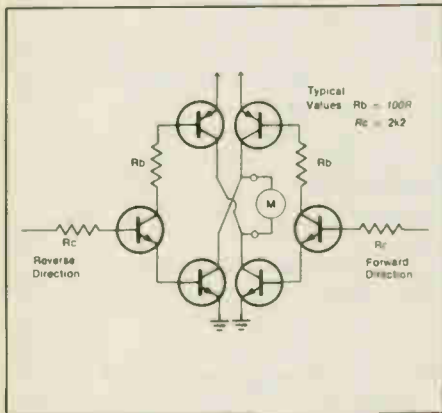 Typical
Values Rb = 100R
Rc = 2k2
Rb
Rb
M
Rc
Rc
Reverse
Direction
Forward
Direction